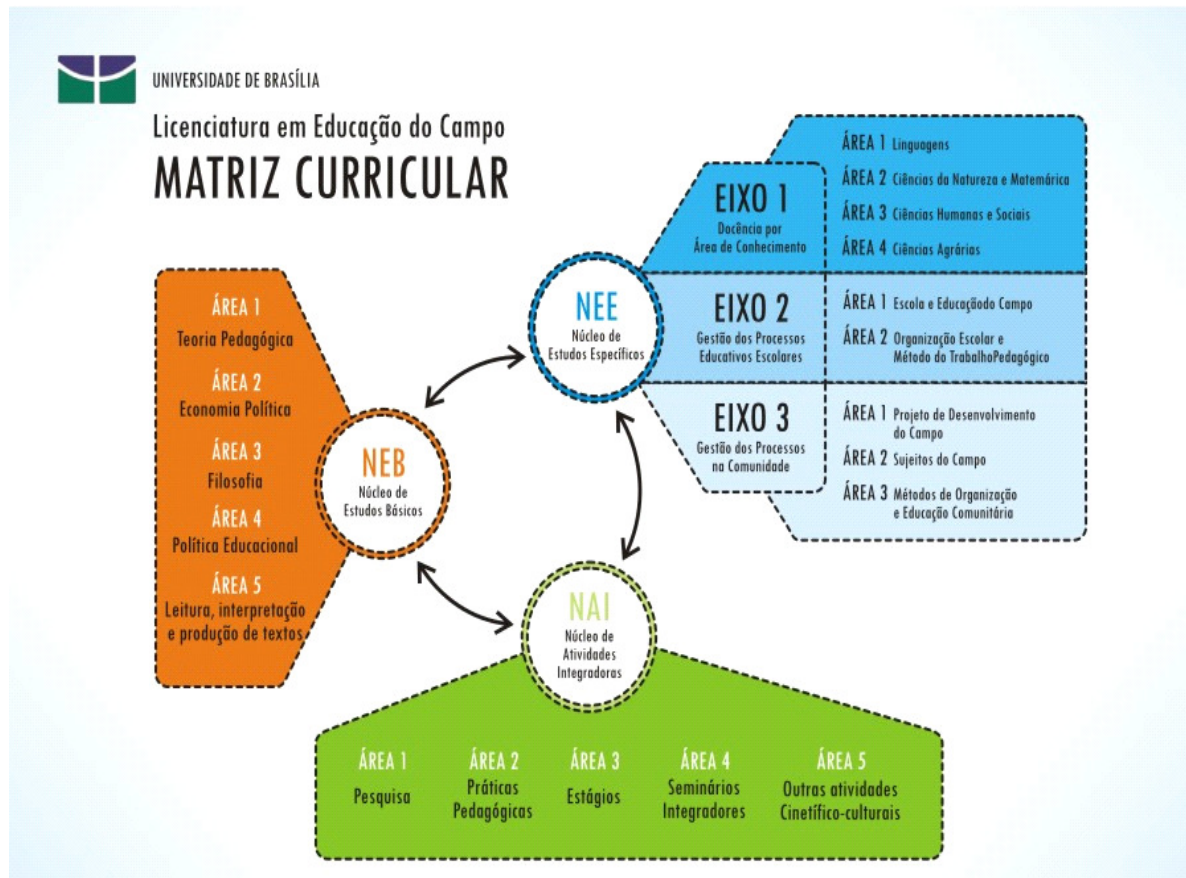 UNIVERSIDADE DE BRASÍLIA
Licenciatura em Educação do Campo
MATRIZ CURRICULAR
ÁREA 1
Teoria Pedagógica
ÁREA 2
Economia Política
ÁREA 3
Filosofia
ÁREA 4
Política Educacional
ÁREA 5
Leitura, interpretação
e produção de textos
NEB
Núcleo de
Estudos Básicos
NEE
Núcleo de
Estudos Específicos
EIXO 1
Docência por
Área de Conhecimento
ÁREA 1 Linguagens
ÁREA 2 Ciências da Natureza e Matemárica
ÁREA 3 Ciências Humanas e Sociais
ÁREA 4 Ciências Agrárias
EIXO 2
Gestão dos Processos
Educativos Escolares
ÁREA 1 Escola e Educaçãodo Campo
ÁREA 2 Organização Escolar e
Método do TrabalhoPedagógico
EIXO 3
Gestão dos Processos
na Comunidade
ÁREA 1 Projeto de Desenvolvimento
do Campo
ÁREA 2 Sujeitos do Campo
ÁREA 3 Métodos de Organização
e Educação Comunitária
NAI
Núcleo de
Atividades
Integradoras
ÁREA 1
Pesquisa
ÁREA 2
Práticas
Pedagógicas
ÁREA 3
Estágios
ÁREA 4
Seminários
Integradores
ÁREA 5
Outras atividades
Cinetífico-culturais